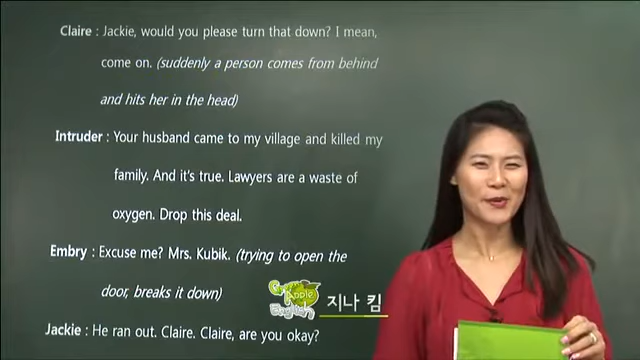 Claire : Jackie, would you please turn that down? I mean,
come on. (suddenly a person comes from behind
and hits her in the head)
Intruder : Your husband came to my village and killed my
family. And it's true. Lawyers are a waste of
oxygen. Drop this deal.
Embry : Excuse me? Mrs. Kubik. (trying to open the
door, breaks it down)
Green Apple English
지나 킴
Jackie : He ran out. Claire. Claire, are you okay?